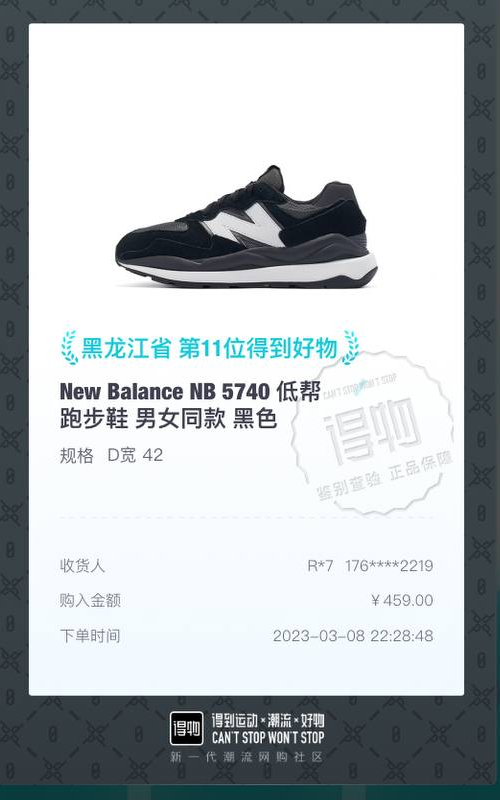 黑龙江省 第11位得到好物
New Balance NB 5740 低帮
跑步鞋 男女同款 黑色
规格 D宽 42
CAN'T STOP WON'T STOP
得物
鉴别查验 正品保障
收货人 R*7 176****2219
购入金额 ¥459.00
下单时间 2023-03-08 22:28:48
得物
得到运动×潮流×好物
CAN'T STOP WON'T STOP
新一代潮流网购社区